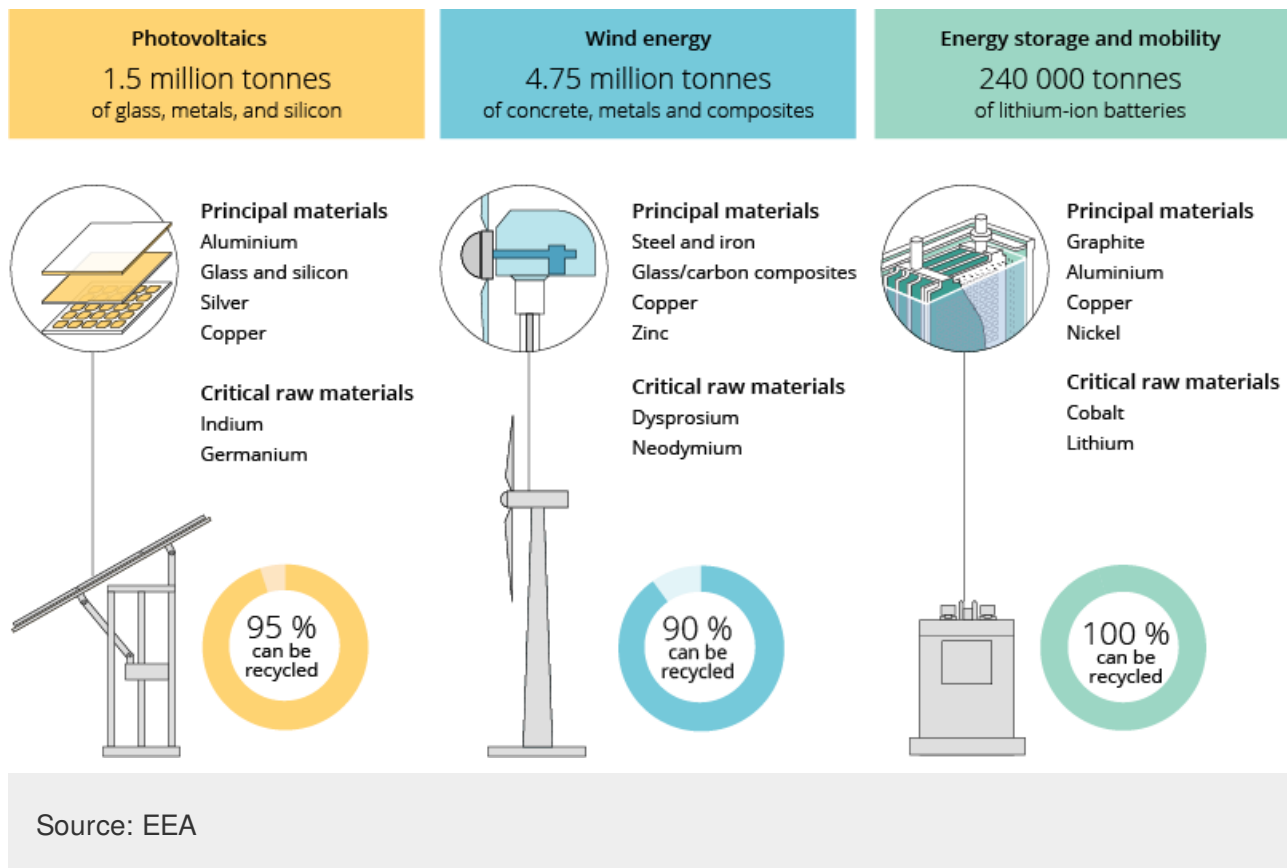 Photovoltaics
1.5 million tonnes
of glass, metals, and silicon
Wind energy
4.75 million tonnes
of concrete, metals and composites
Energy storage and mobility
240 000 tonnes
of lithium-ion batteries
Principal materials
Aluminium
Glass and silicon
Silver
Copper
Critical raw materials
Indium
Germanium
95 %
can be
recycled
Principal materials
Steel and iron
Glass/carbon composites
Copper
Zinc
Critical raw materials
Dysprosium
Neodymium
90 %
can be
recycled
Principal materials
Graphite
Aluminium
Copper
Nickel
Critical raw materials
Cobalt
Lithium
100 %
can be
recycled
Source: EEA